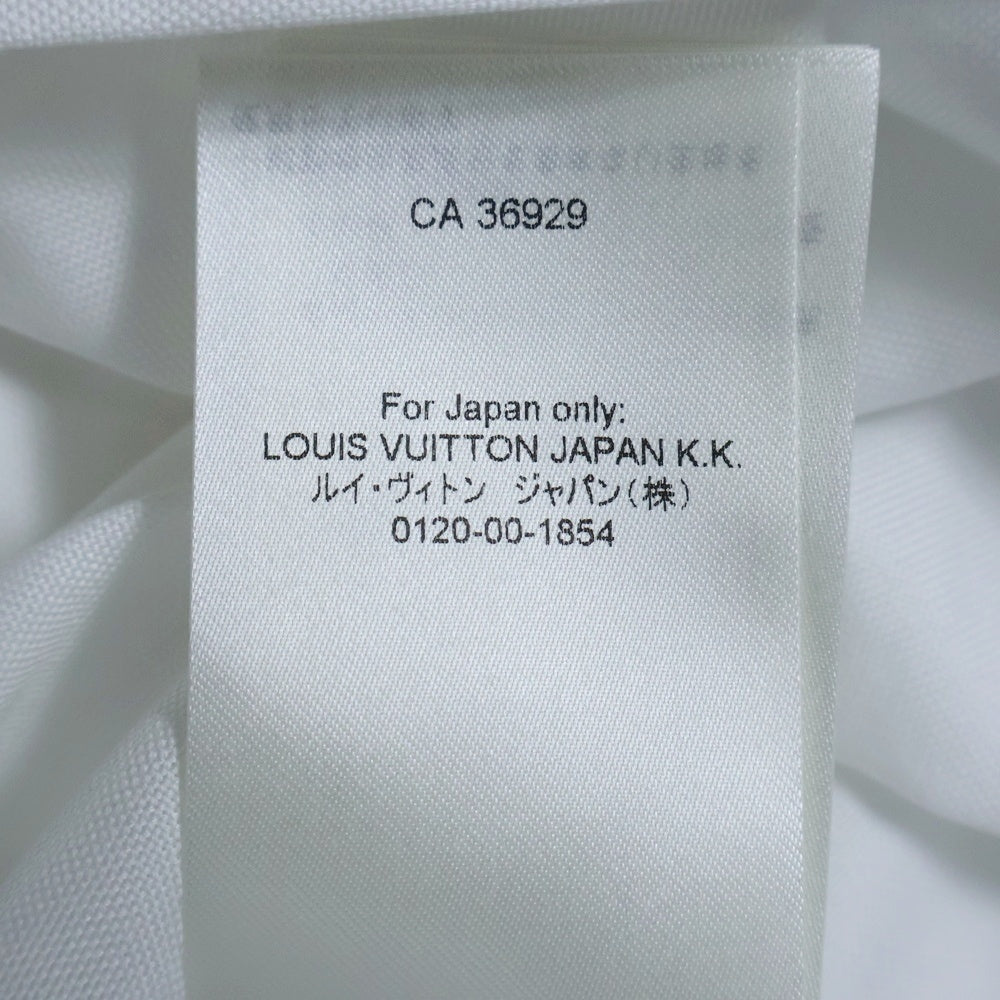 CA 36929
For Japan only:
LOUIS VUITTON JAPAN K.K.
ルイ・ヴィトン　ジャパン(株)
0120-00-1854